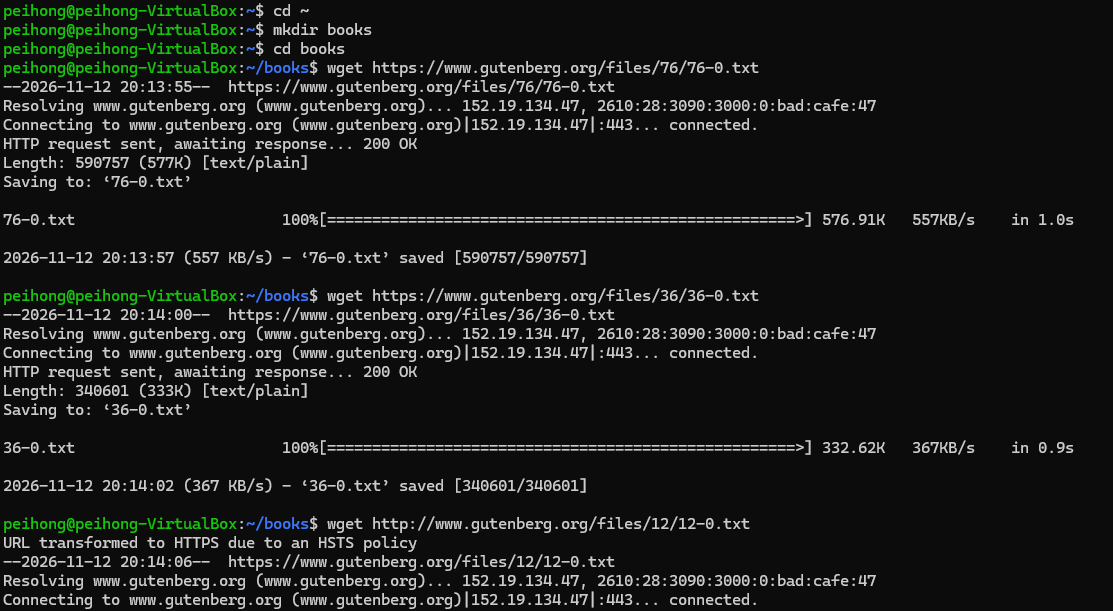 peihong@peihong-VirtualBox:~$ cd ~
peihong@peihong-VirtualBox:~$ mkdir books
peihong@peihong-VirtualBox:~$ cd books
peihong@peihong-VirtualBox:~/books$ wget https://www.gutenberg.org/files/76/76-0.txt
--2026-11-12 20:13:55--  https://www.gutenberg.org/files/76/76-0.txt
Resolving www.gutenberg.org (www.gutenberg.org)... 152.19.134.47, 2610:28:3090:3000:0:bad:cafe:47
Connecting to www.gutenberg.org (www.gutenberg.org)|152.19.134.47|:443... connected.
HTTP request sent, awaiting response... 200 OK
Length: 590757 (577K) [text/plain]
Saving to: ‘76-0.txt’
76-0.txt                       100%[====================================================>] 576.91K   557KB/s    in 1.0s
2026-11-12 20:13:57 (557 KB/s) - ‘76-0.txt’ saved [590757/590757]
peihong@peihong-VirtualBox:~/books$ wget https://www.gutenberg.org/files/36/36-0.txt
--2026-11-12 20:14:00--  https://www.gutenberg.org/files/36/36-0.txt
Resolving www.gutenberg.org (www.gutenberg.org)... 152.19.134.47, 2610:28:3090:3000:0:bad:cafe:47
Connecting to www.gutenberg.org (www.gutenberg.org)|152.19.134.47|:443... connected.
HTTP request sent, awaiting response... 200 OK
Length: 340601 (333K) [text/plain]
Saving to: ‘36-0.txt’
36-0.txt                       100%[====================================================>] 332.62K   367KB/s    in 0.9s
2026-11-12 20:14:02 (367 KB/s) - ‘36-0.txt’ saved [340601/340601]
peihong@peihong-VirtualBox:~/books$ wget http://www.gutenberg.org/files/12/12-0.txt
URL transformed to HTTPS due to an HSTS policy
--2026-11-12 20:14:06--  https://www.gutenberg.org/files/12/12-0.txt
Resolving www.gutenberg.org (www.gutenberg.org)... 152.19.134.47, 2610:28:3090:3000:0:bad:cafe:47
Connecting to www.gutenberg.org (www.gutenberg.org)|152.19.134.47|:443... connected.